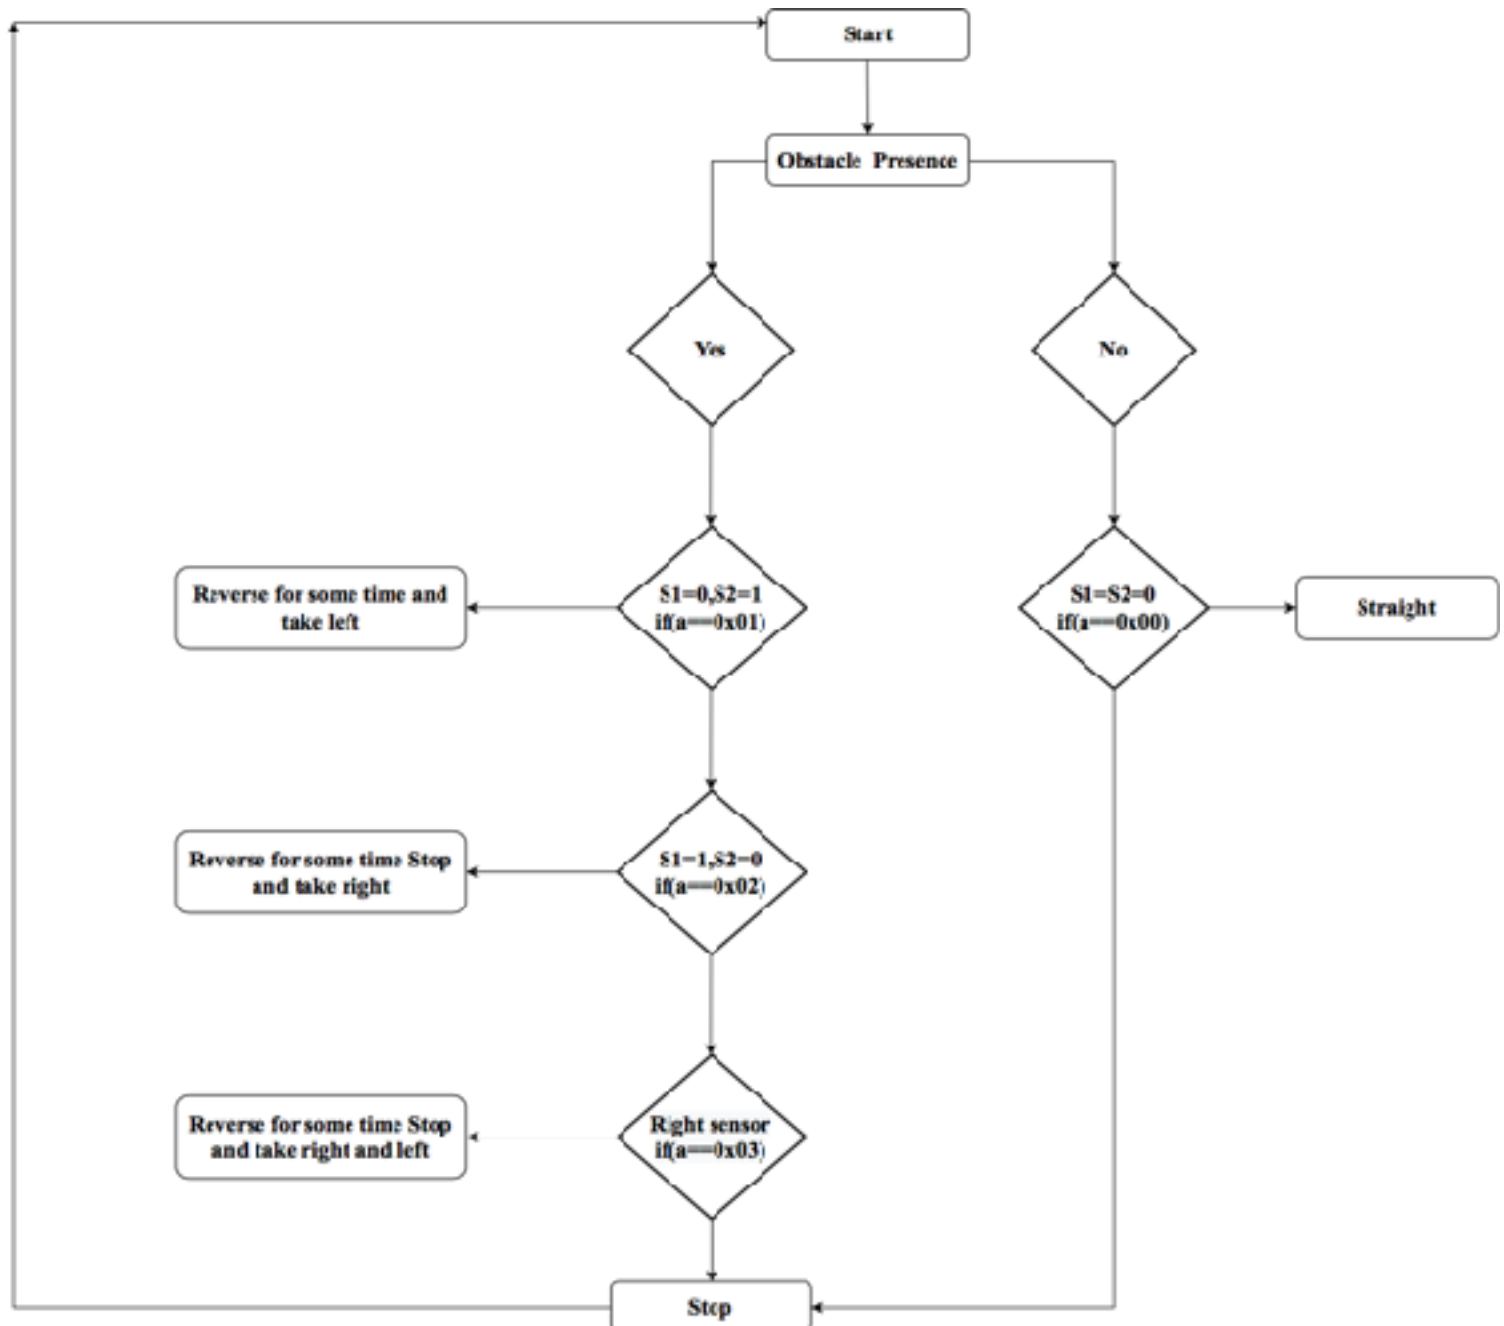 Start
Obstacle Presence
Yes
No
Reverse for some time and
take left
S1=0,S2=1
if(a==0x01)
S1=S2=0
if(a==0x00)
Straight
Reverse for some time Stop
and take right
S1=1,S2=0
if(a==0x02)
Reverse for some time Stop
and take right and left
Right sensor
if(a==0x03)
Stop